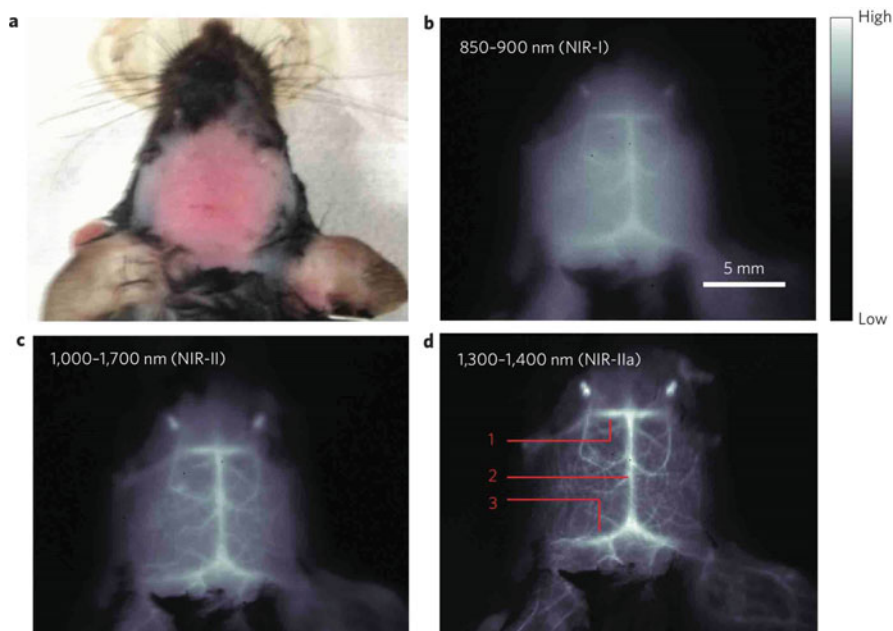 a
b
850–900 nm (NIR-I)
High
5 mm
Low
c
1,000–1,700 nm (NIR-II)
d
1,300–1,400 nm (NIR-IIa)
1
2
3